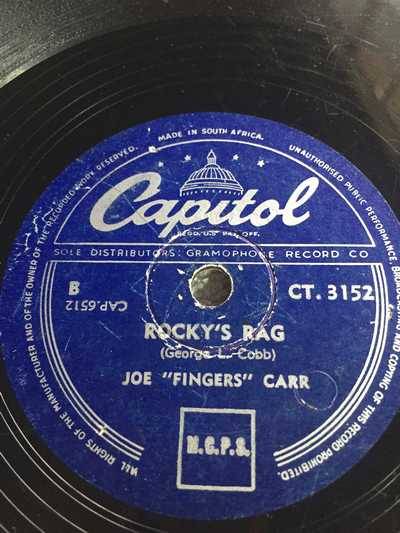 MADE IN SOUTH AFRICA.
ALL RIGHTS OF THE MANUFACTURER AND OF THE OWNER OF THE RECORDED WORK RESERVED.
UNAUTHORISED PUBLIC PERFORMANCE, BROADCASTING AND COPYING OF THIS RECORD PROHIBITED.
Capitol
REGD. U.S. PAT. OFF.
SOLE DISTRIBUTORS: GRAMOPHONE RECORD CO
B
CAP.6512
CT. 3152
ROCKY'S RAG
(George L. Cobb)
JOE "FINGERS" CARR
M.C.P.S.